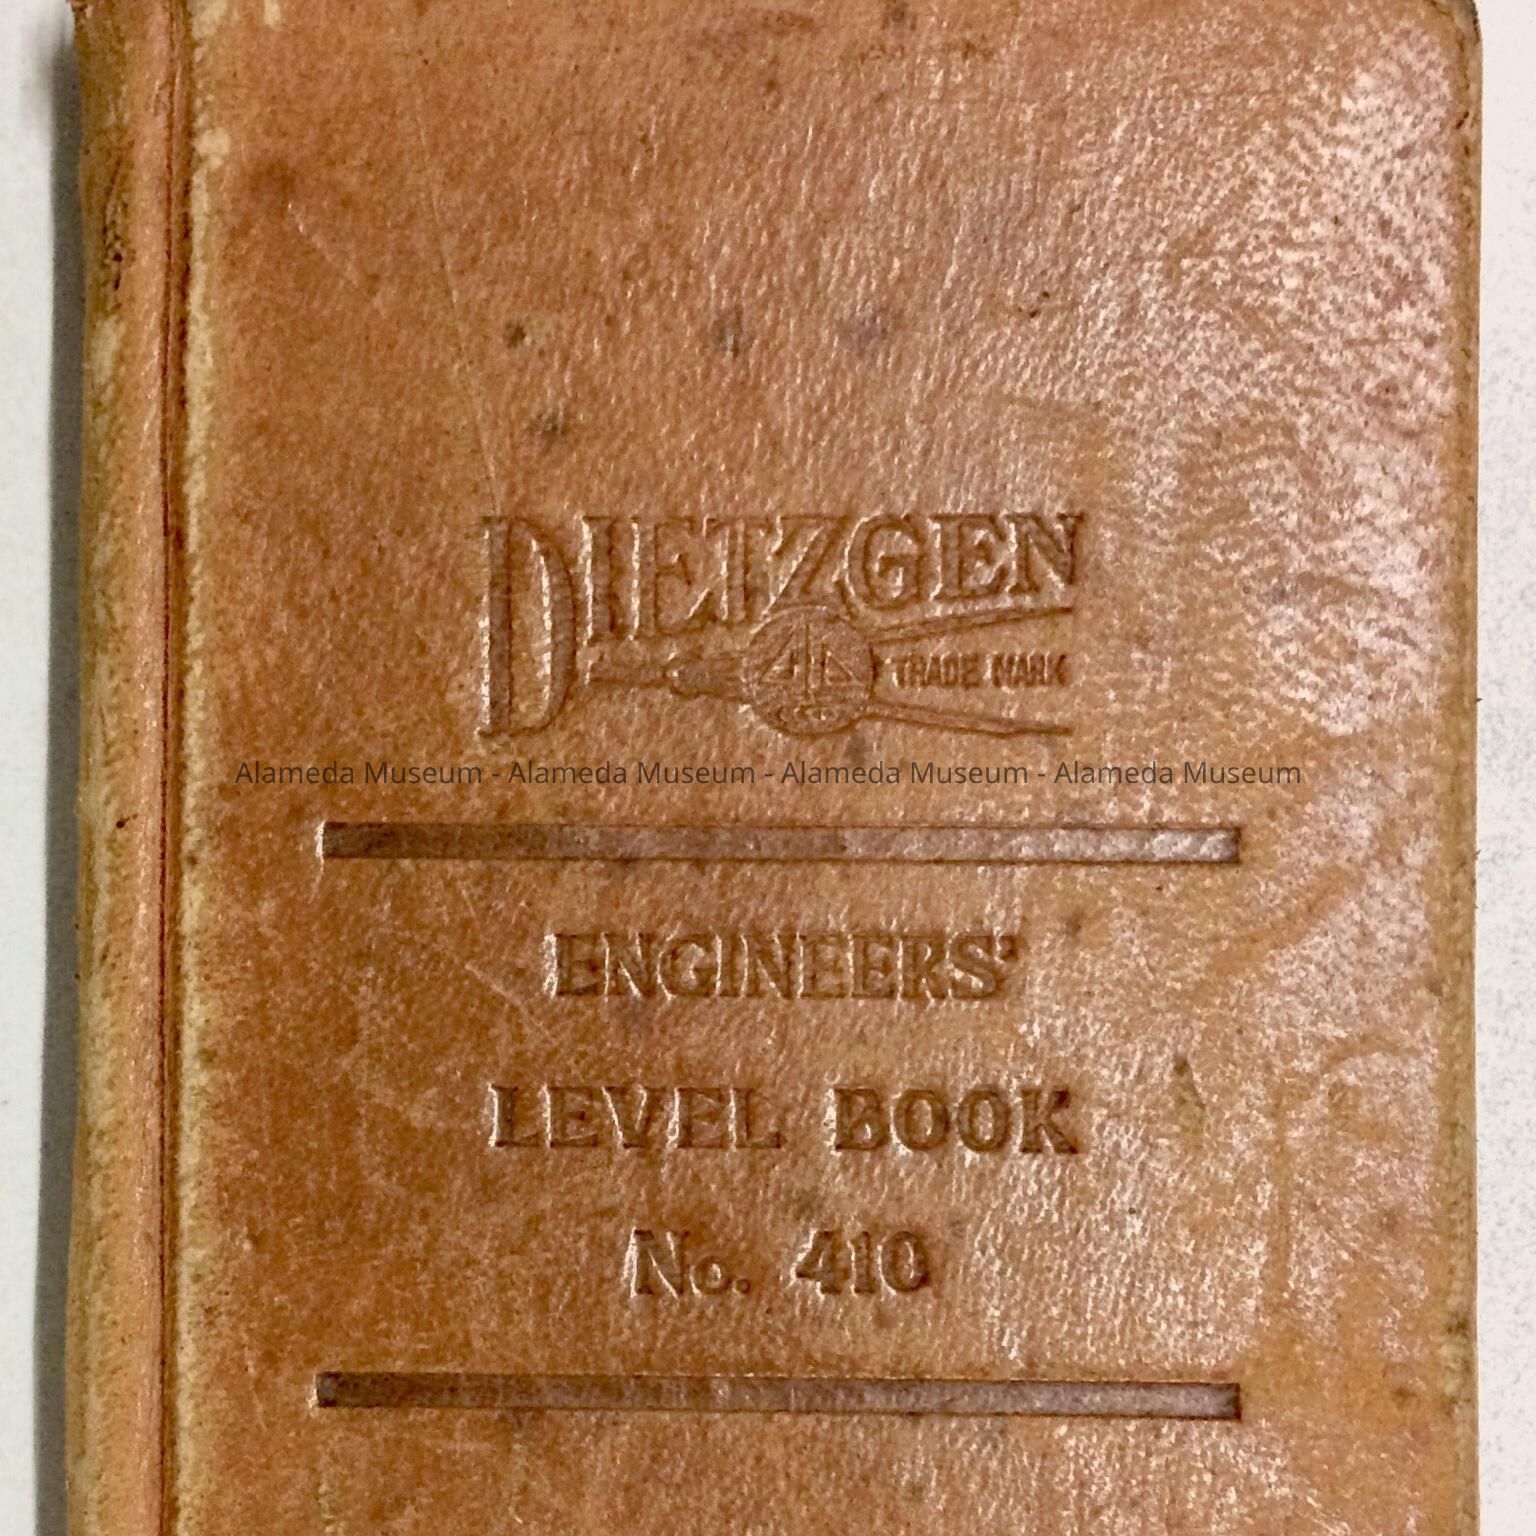 DIETZGEN
TRADE MARK
Alameda Museum - Alameda Museum - Alameda Museum - Alameda Museum
ENGINEERS'
LEVEL BOOK
No. 410